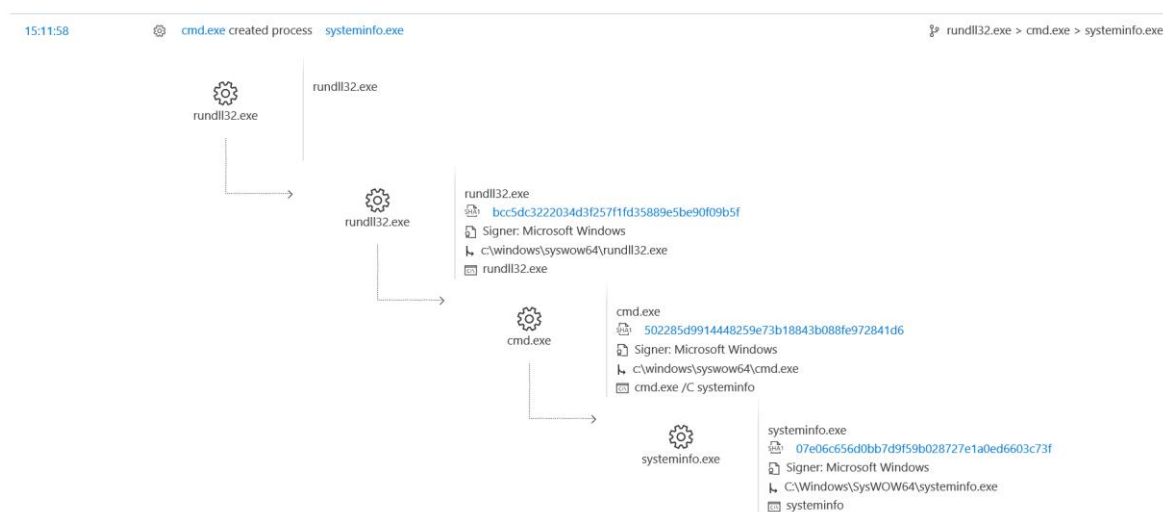 15:11:58 cmd.exe created process systeminfo.exe rundll32.exe > cmd.exe > systeminfo.exe
rundll32.exe
rundll32.exe
rundll32.exe
rundll32.exe
SHA1 bcc5dc3222034d3f257f1fd35889e5be90f09b5f
Signer: Microsoft Windows
c:\windows\syswow64\rundll32.exe
rundll32.exe
cmd.exe
cmd.exe
SHA1 502285d9914448259e73b18843b088fe972841d6
Signer: Microsoft Windows
c:\windows\syswow64\cmd.exe
cmd.exe /C systeminfo
systeminfo.exe
systeminfo.exe
SHA1 07e06c656d0bb7d9f59b028727e1a0ed6603c73f
Signer: Microsoft Windows
C:\Windows\SysWOW64\systeminfo.exe
systeminfo